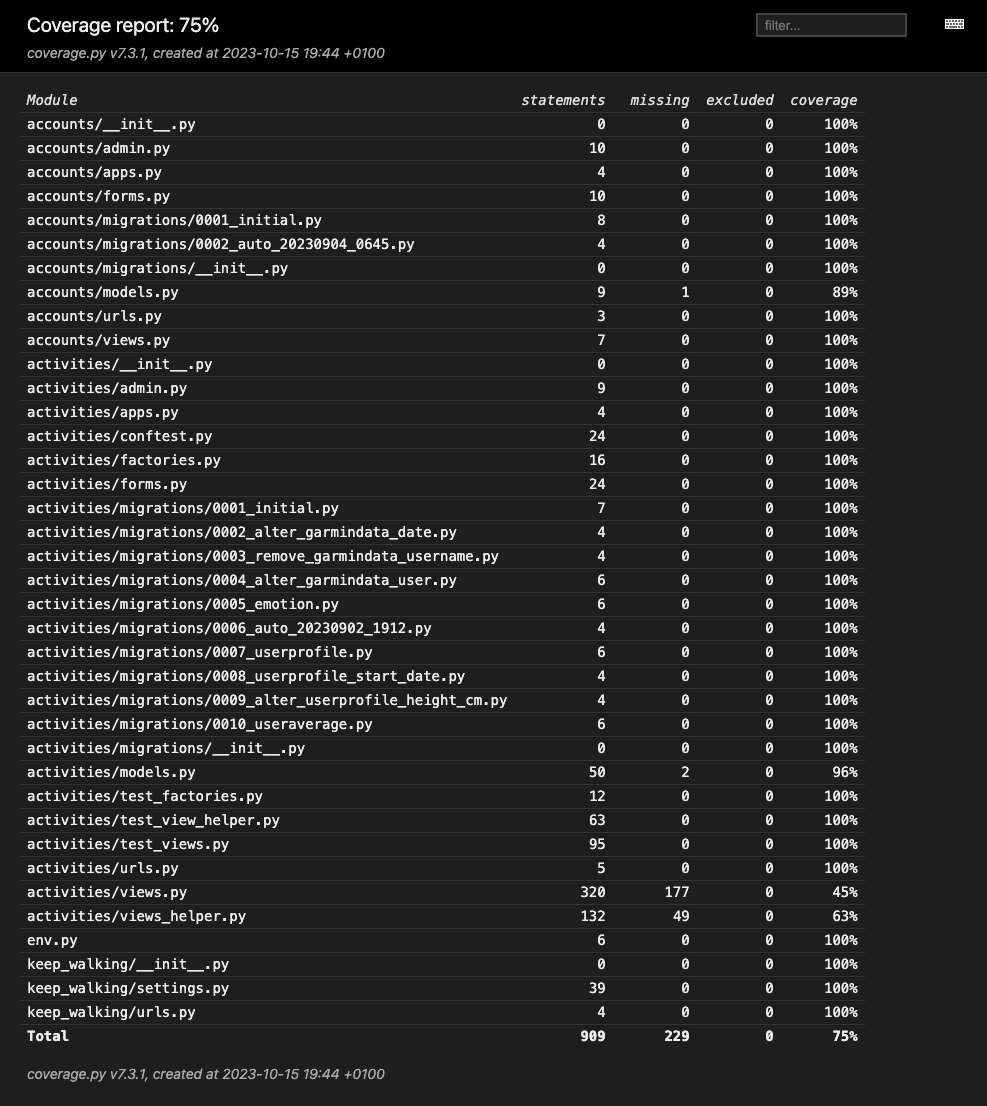 Coverage report: 75%
filter...
coverage.py v7.3.1, created at 2023-10-15 19:44 +0100
Module statements missing excluded coverage
accounts/__init__.py 0 0 0 100%
accounts/admin.py 10 0 0 100%
accounts/apps.py 4 0 0 100%
accounts/forms.py 10 0 0 100%
accounts/migrations/0001_initial.py 8 0 0 100%
accounts/migrations/0002_auto_20230904_0645.py 4 0 0 100%
accounts/migrations/__init__.py 0 0 0 100%
accounts/models.py 9 1 0 89%
accounts/urls.py 3 0 0 100%
accounts/views.py 7 0 0 100%
activities/__init__.py 0 0 0 100%
activities/admin.py 9 0 0 100%
activities/apps.py 4 0 0 100%
activities/conftest.py 24 0 0 100%
activities/factories.py 16 0 0 100%
activities/forms.py 24 0 0 100%
activities/migrations/0001_initial.py 7 0 0 100%
activities/migrations/0002_alter_garmindata_date.py 4 0 0 100%
activities/migrations/0003_remove_garmindata_username.py 4 0 0 100%
activities/migrations/0004_alter_garmindata_user.py 6 0 0 100%
activities/migrations/0005_emotion.py 6 0 0 100%
activities/migrations/0006_auto_20230902_1912.py 4 0 0 100%
activities/migrations/0007_userprofile.py 6 0 0 100%
activities/migrations/0008_userprofile_start_date.py 4 0 0 100%
activities/migrations/0009_alter_userprofile_height_cm.py 4 0 0 100%
activities/migrations/0010_useraverage.py 6 0 0 100%
activities/migrations/__init__.py 0 0 0 100%
activities/models.py 50 2 0 96%
activities/test_factories.py 12 0 0 100%
activities/test_view_helper.py 63 0 0 100%
activities/test_views.py 95 0 0 100%
activities/urls.py 5 0 0 100%
activities/views.py 320 177 0 45%
activities/views_helper.py 132 49 0 63%
env.py 6 0 0 100%
keep_walking/__init__.py 0 0 0 100%
keep_walking/settings.py 39 0 0 100%
keep_walking/urls.py 4 0 0 100%
Total 909 229 0 75%
coverage.py v7.3.1, created at 2023-10-15 19:44 +0100